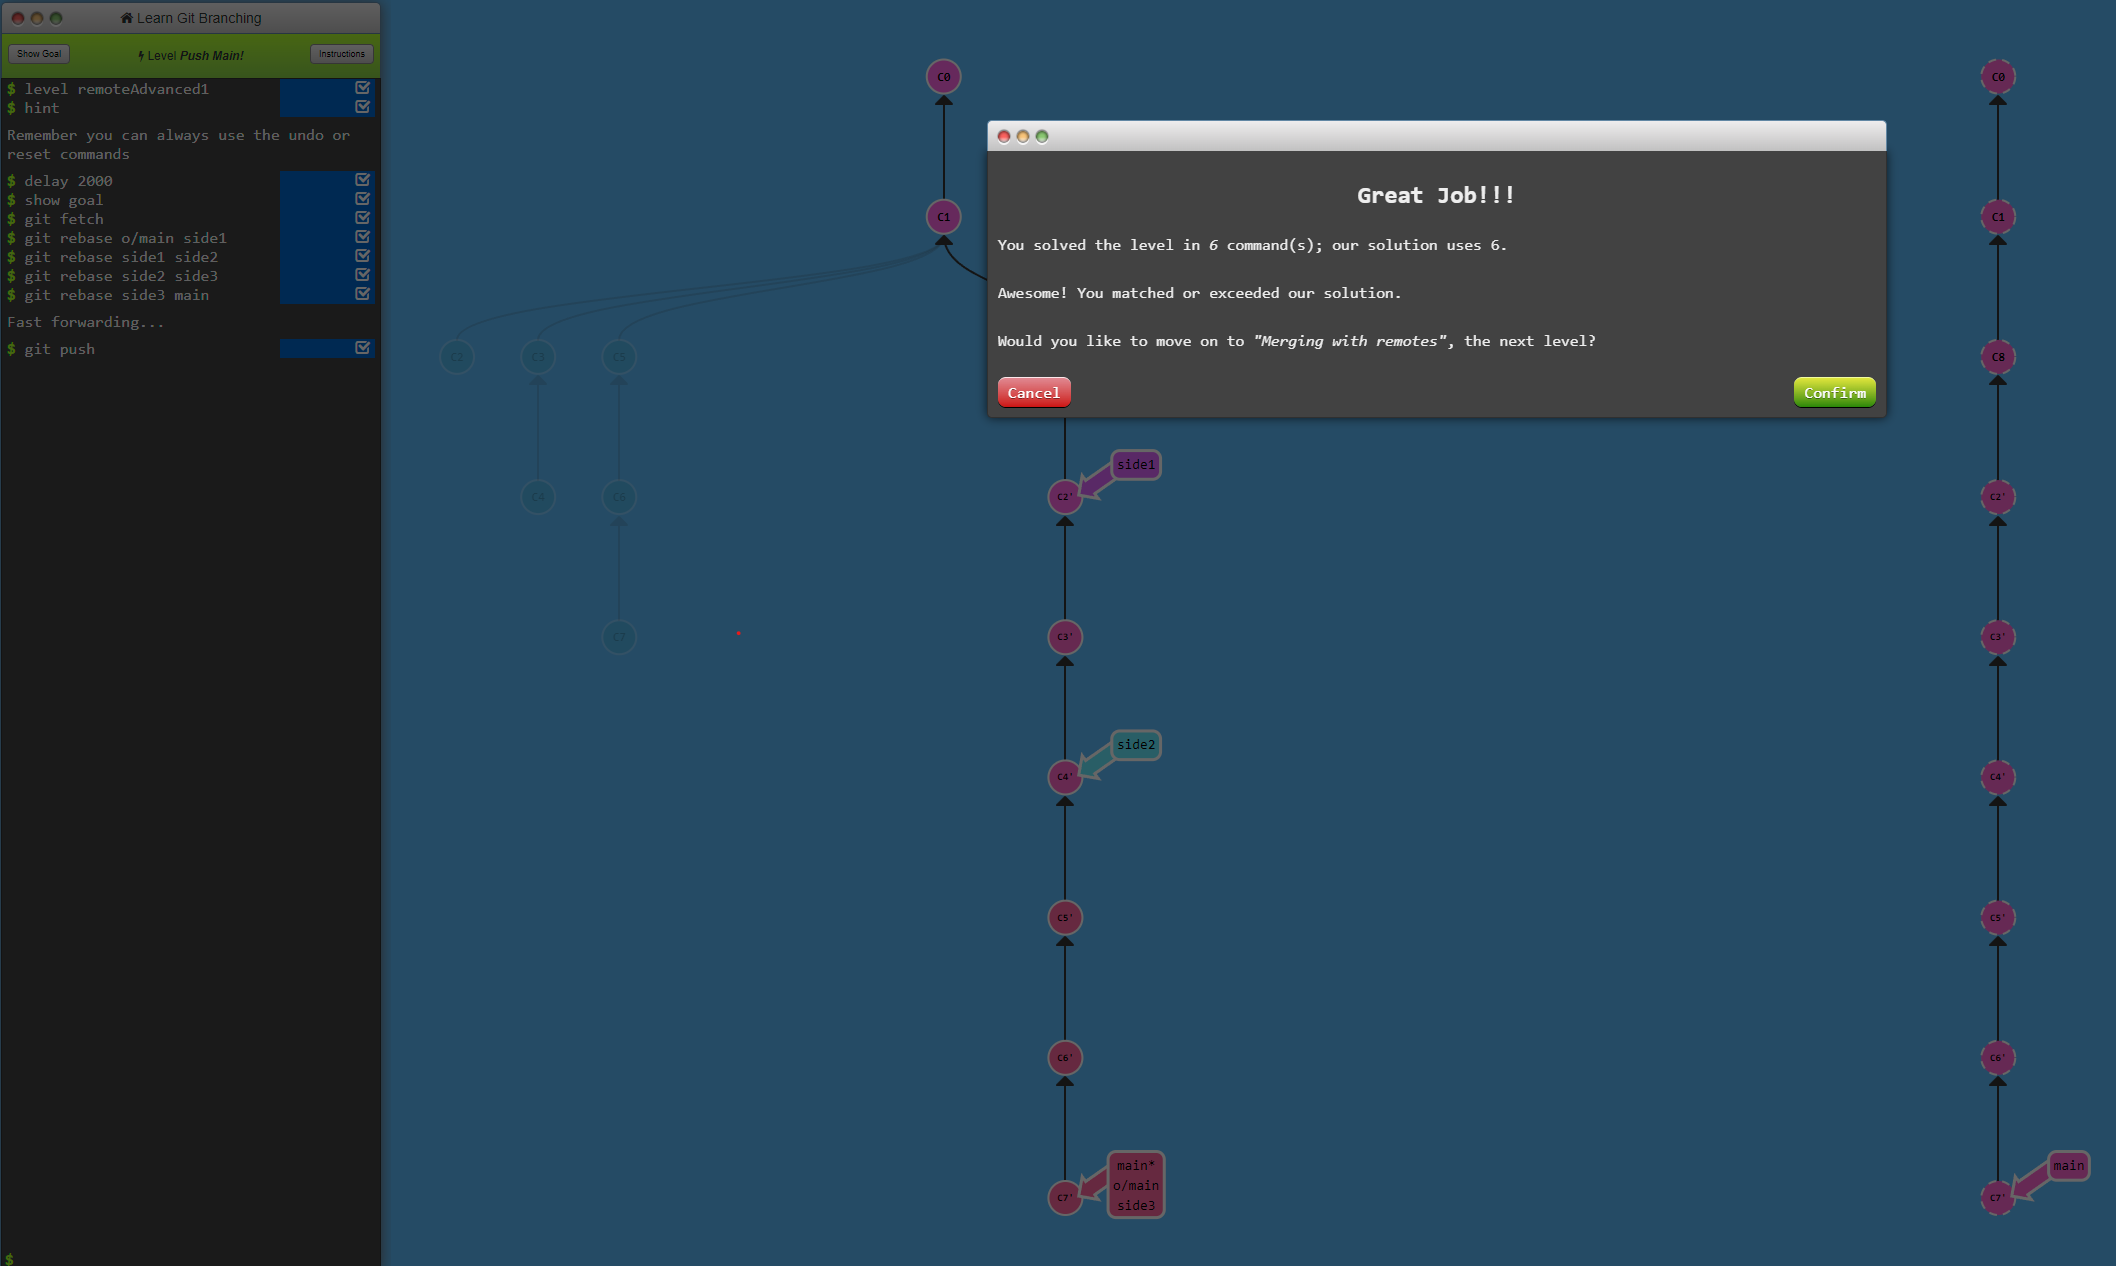 Learn Git Branching
Show Goal
Level Push Main!
Instructions
$ level remoteAdvanced1
$ hint
Remember you can always use the undo or
reset commands
$ delay 2000
$ show goal
$ git fetch
$ git rebase o/main side1
$ git rebase side1 side2
$ git rebase side2 side3
$ git rebase side3 main
Fast forwarding...
$ git push
$
C0
C1
C2
C3
C5
C4
C6
C7
Great Job!!!
You solved the level in 6 command(s); our solution uses 6.
Awesome! You matched or exceeded our solution.
Would you like to move on to "Merging with remotes", the next level?
Cancel
Confirm
side1
C2'
C3'
side2
C4'
C5'
C6'
main*
o/main
side3
C7'
C0
C1
C8
C2'
C3'
C4'
C5'
C6'
main
C7'